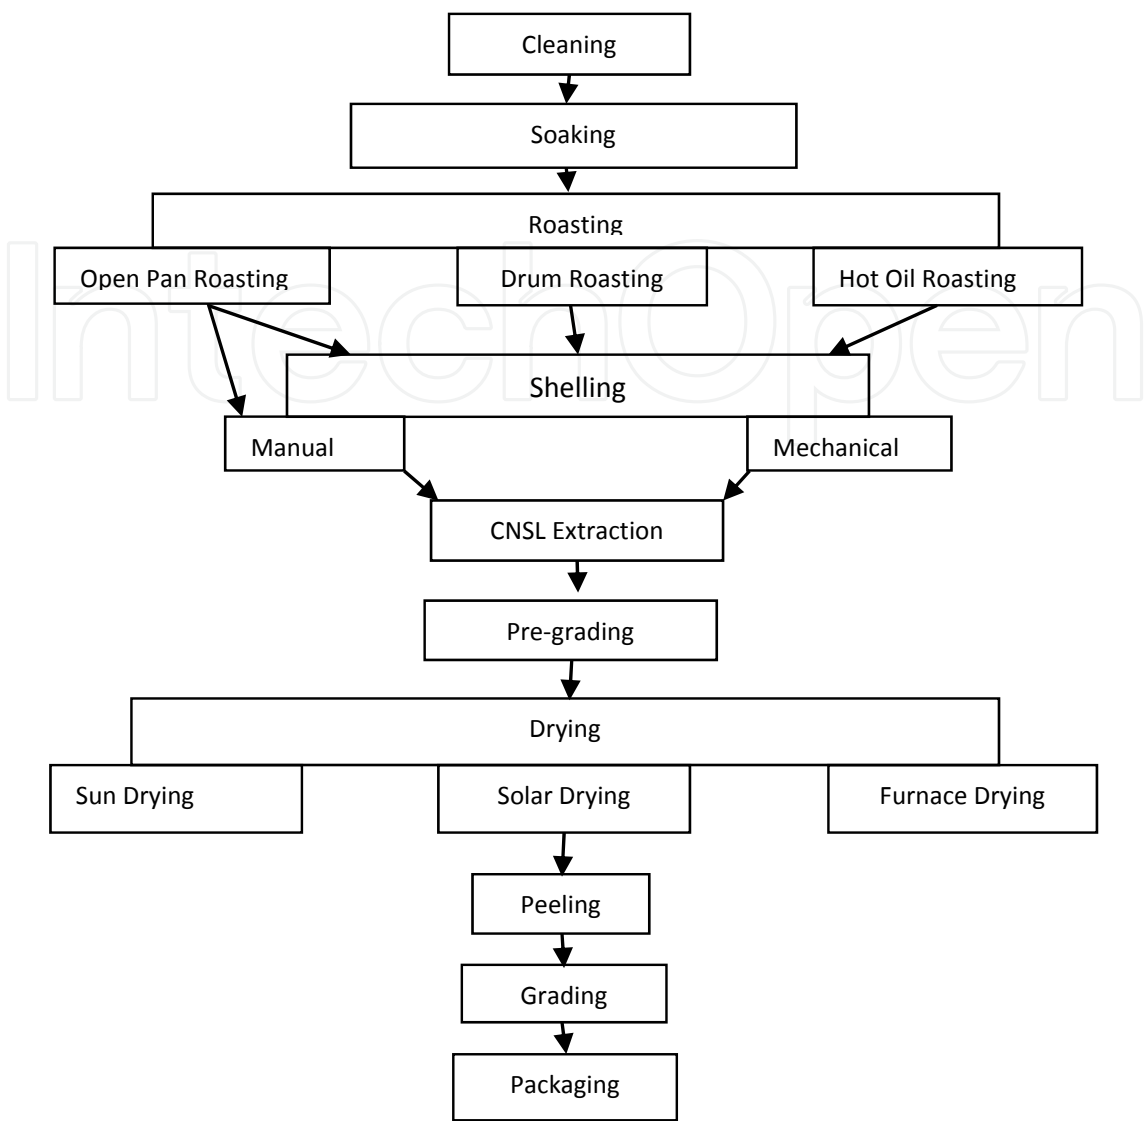 Cleaning
Soaking
Roasting
Open Pan Roasting
Drum Roasting
Hot Oil Roasting
IntechOpen
Shelling
Manual
Mechanical
CNSL Extraction
Pre-grading
Drying
Sun Drying
Solar Drying
Furnace Drying
Peeling
Grading
Packaging